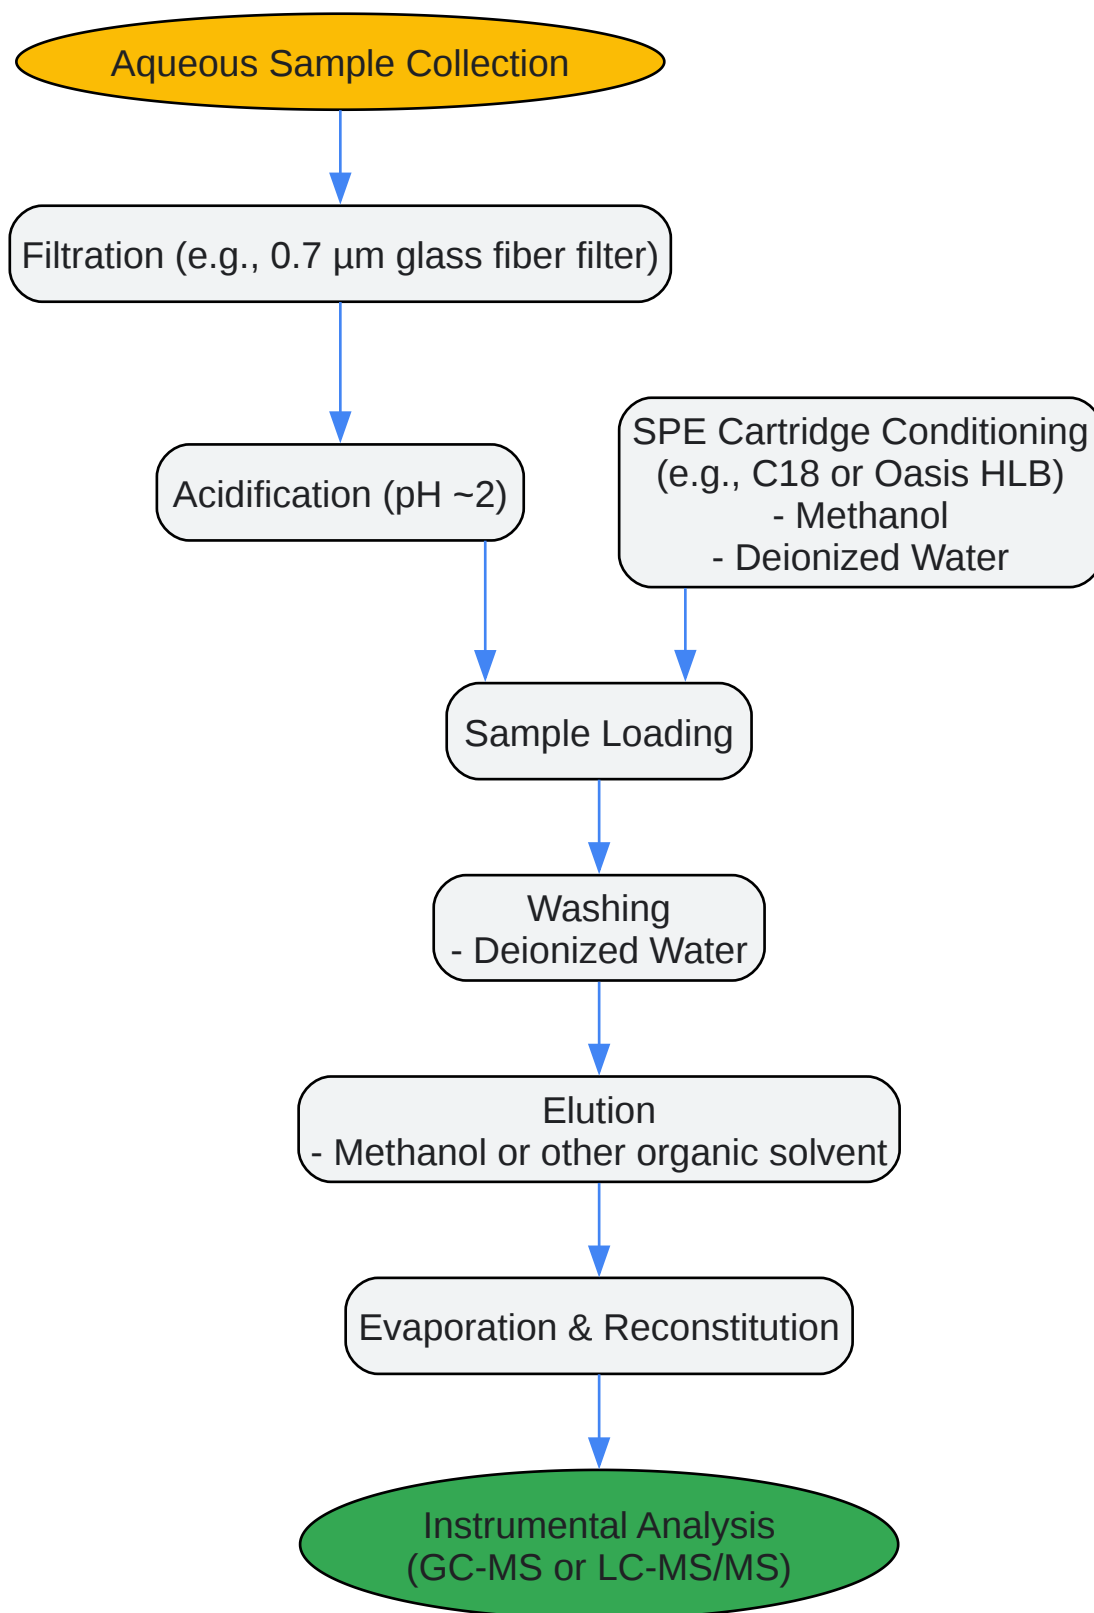 Aqueous Sample Collection
Filtration (e.g., 0.7 µm glass fiber filter)
Acidification (pH ~2)
SPE Cartridge Conditioning
(e.g., C18 or Oasis HLB)
- Methanol
- Deionized Water
Sample Loading
Washing
- Deionized Water
Elution
- Methanol or other organic solvent
Evaporation & Reconstitution
Instrumental Analysis
(GC-MS or LC-MS/MS)